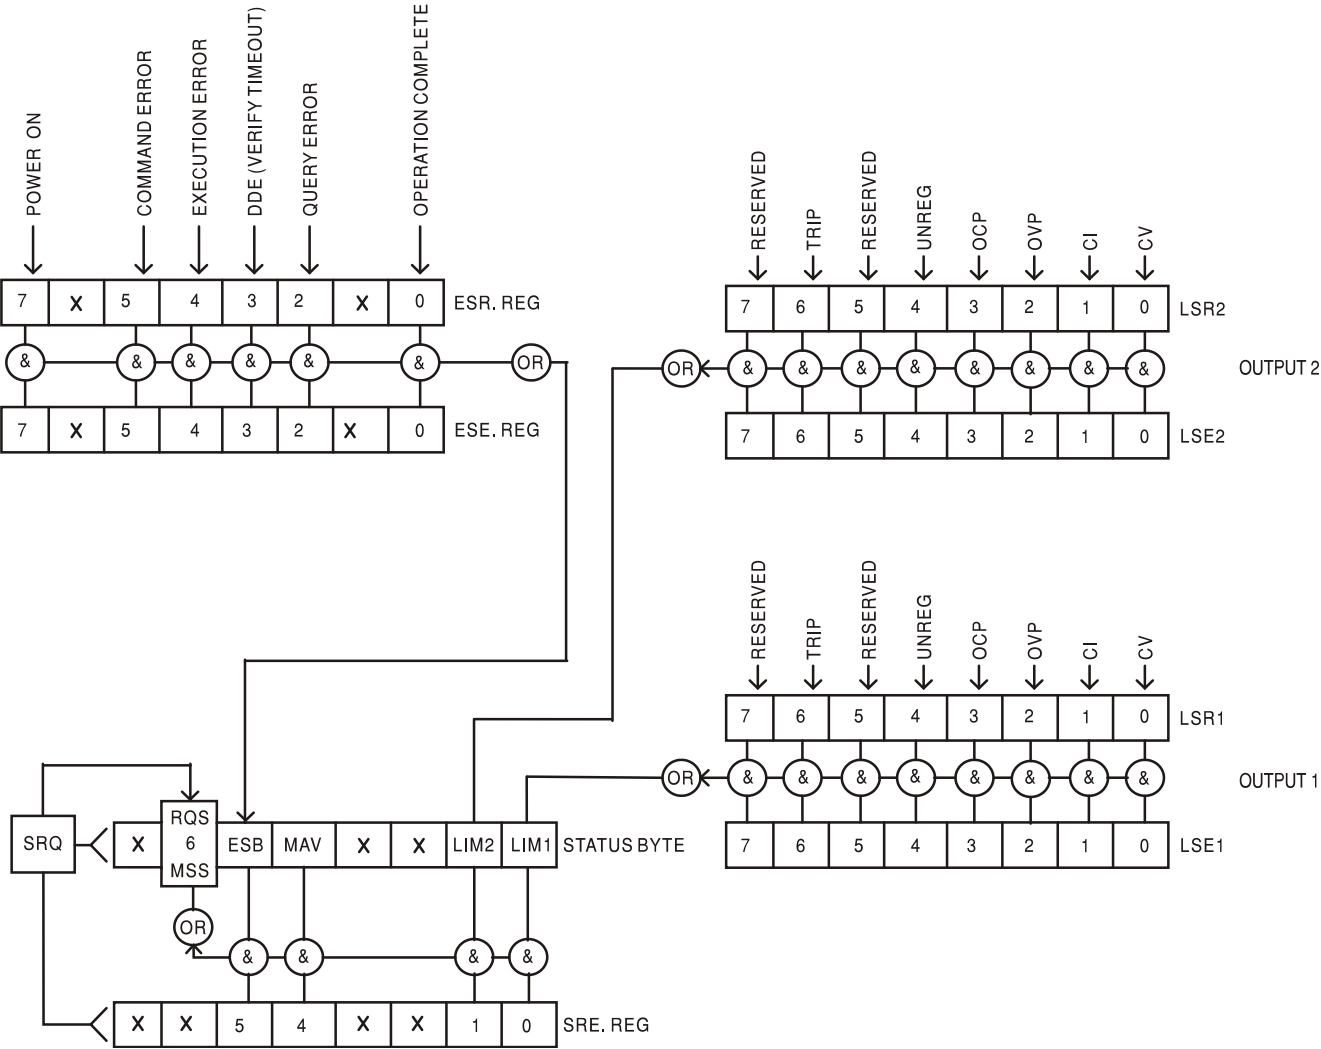 POWER ON
COMMAND ERROR
EXECUTION ERROR
DDE (VERIFY TIMEOUT)
QUERY ERROR
OPERATION COMPLETE
7 X 5 4 3 2 X 0 ESR. REG
& & & & & & OR
7 X 5 4 3 2 X 0 ESE. REG
RESERVED
TRIP
RESERVED
UNREG
OCP
OVP
CI
CV
7 6 5 4 3 2 1 0 LSR2
OR & & & & & & & & OUTPUT 2
7 6 5 4 3 2 1 0 LSE2
RESERVED
TRIP
RESERVED
UNREG
OCP
OVP
CI
CV
7 6 5 4 3 2 1 0 LSR1
OR & & & & & & & & OUTPUT 1
7 6 5 4 3 2 1 0 LSE1
RQS
SRQ X 6 ESB MAV X X LIM2 LIM1 STATUS BYTE
MSS
OR
& & & &
X X 5 4 X X 1 0 SRE. REG